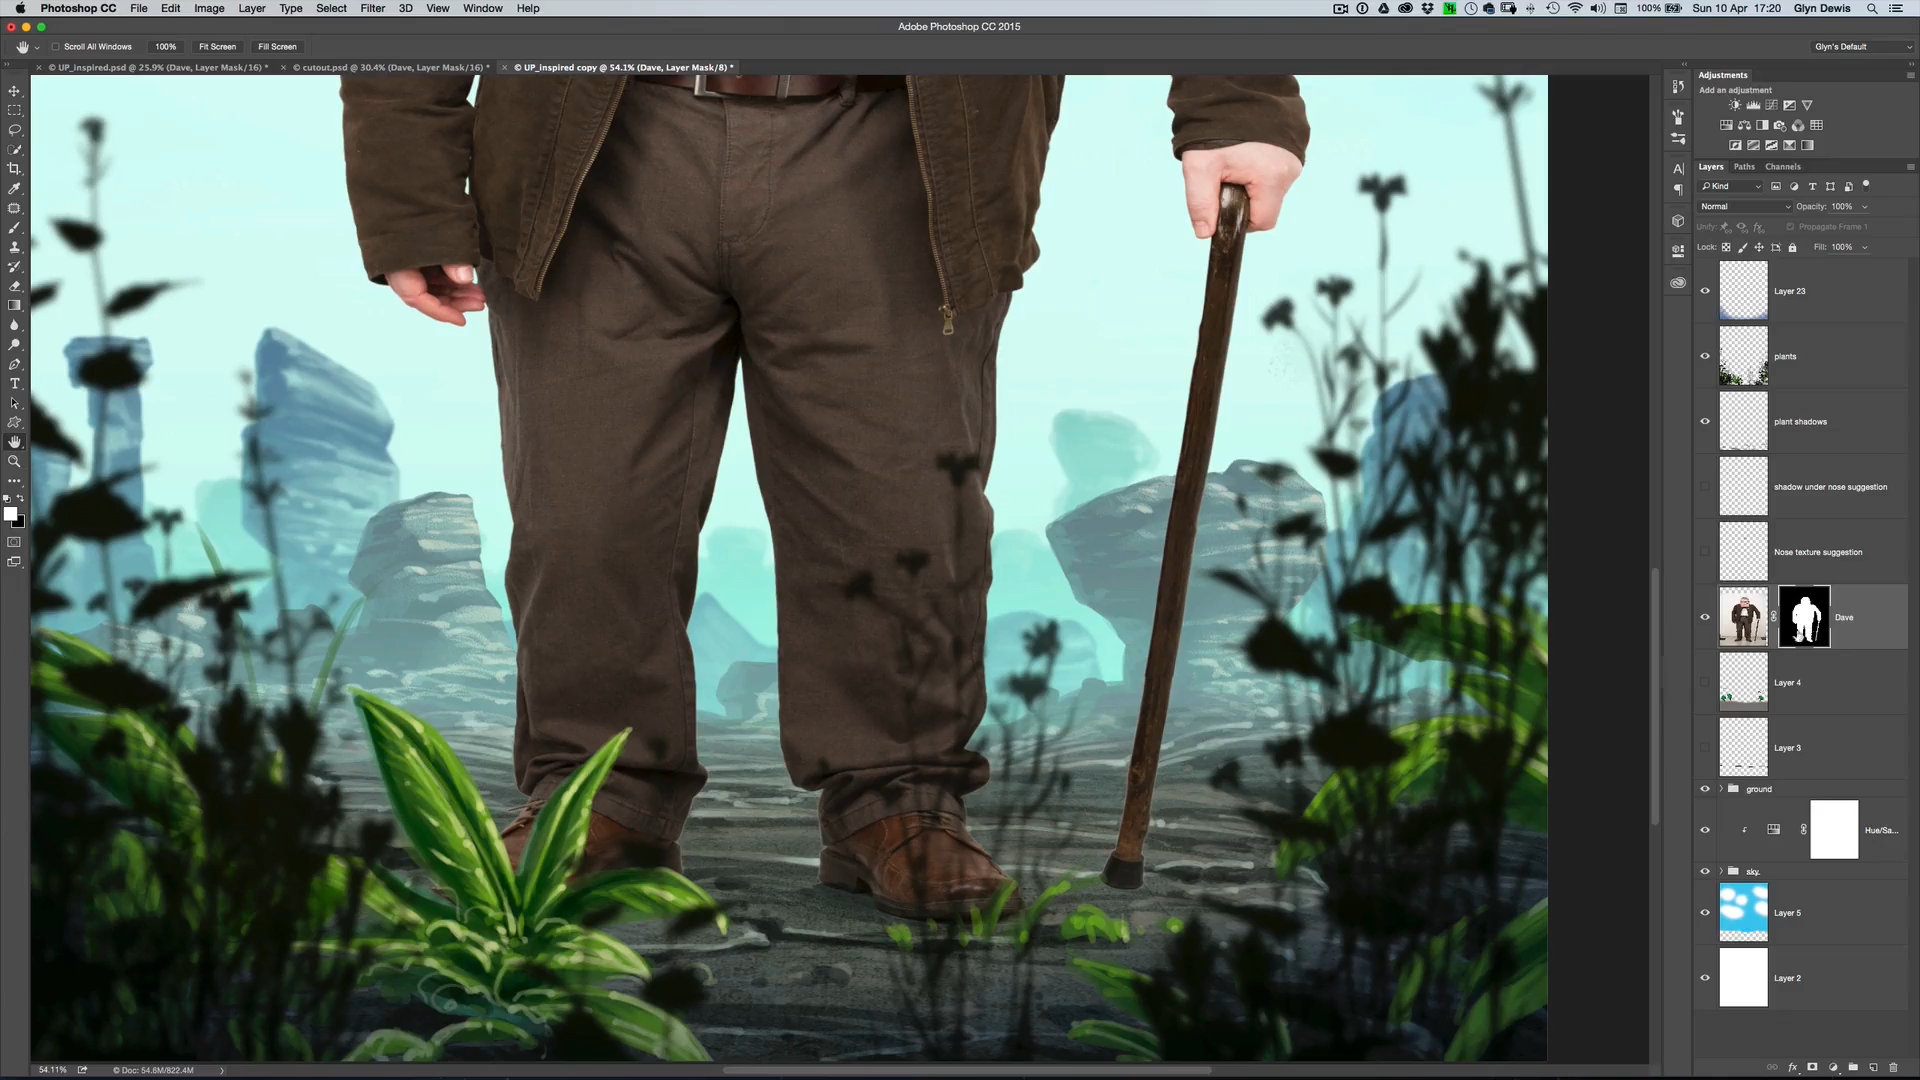 Photoshop CC File Edit Image Layer Type Select Filter 3D View Window Help
100% Sun 10 Apr 17:20 Glyn Dewis
Adobe Photoshop CC 2015
Scroll All Windows 100% Fit Screen Fill Screen Glyn's Default
× © UP_inspired.psd @ 25.9% (Dave, Layer Mask/16) * × © cutout.psd @ 30.4% (Dave, Layer Mask/16) * × © UP_inspired copy @ 54.1% (Dave, Layer Mask/8) *
Adjustments
Add an adjustment
Layers Paths Channels
Kind
Normal Opacity: 100%
Unify: Propagate Frame 1
Lock: Fill: 100%
Layer 23
plants
plant shadows
shadow under nose suggestion
Nose texture suggestion
Dave
Layer 4
Layer 3
ground
Hue/Sa...
sky.
Layer 5
Layer 2
54.11% © Doc: 54.6M/822.4M